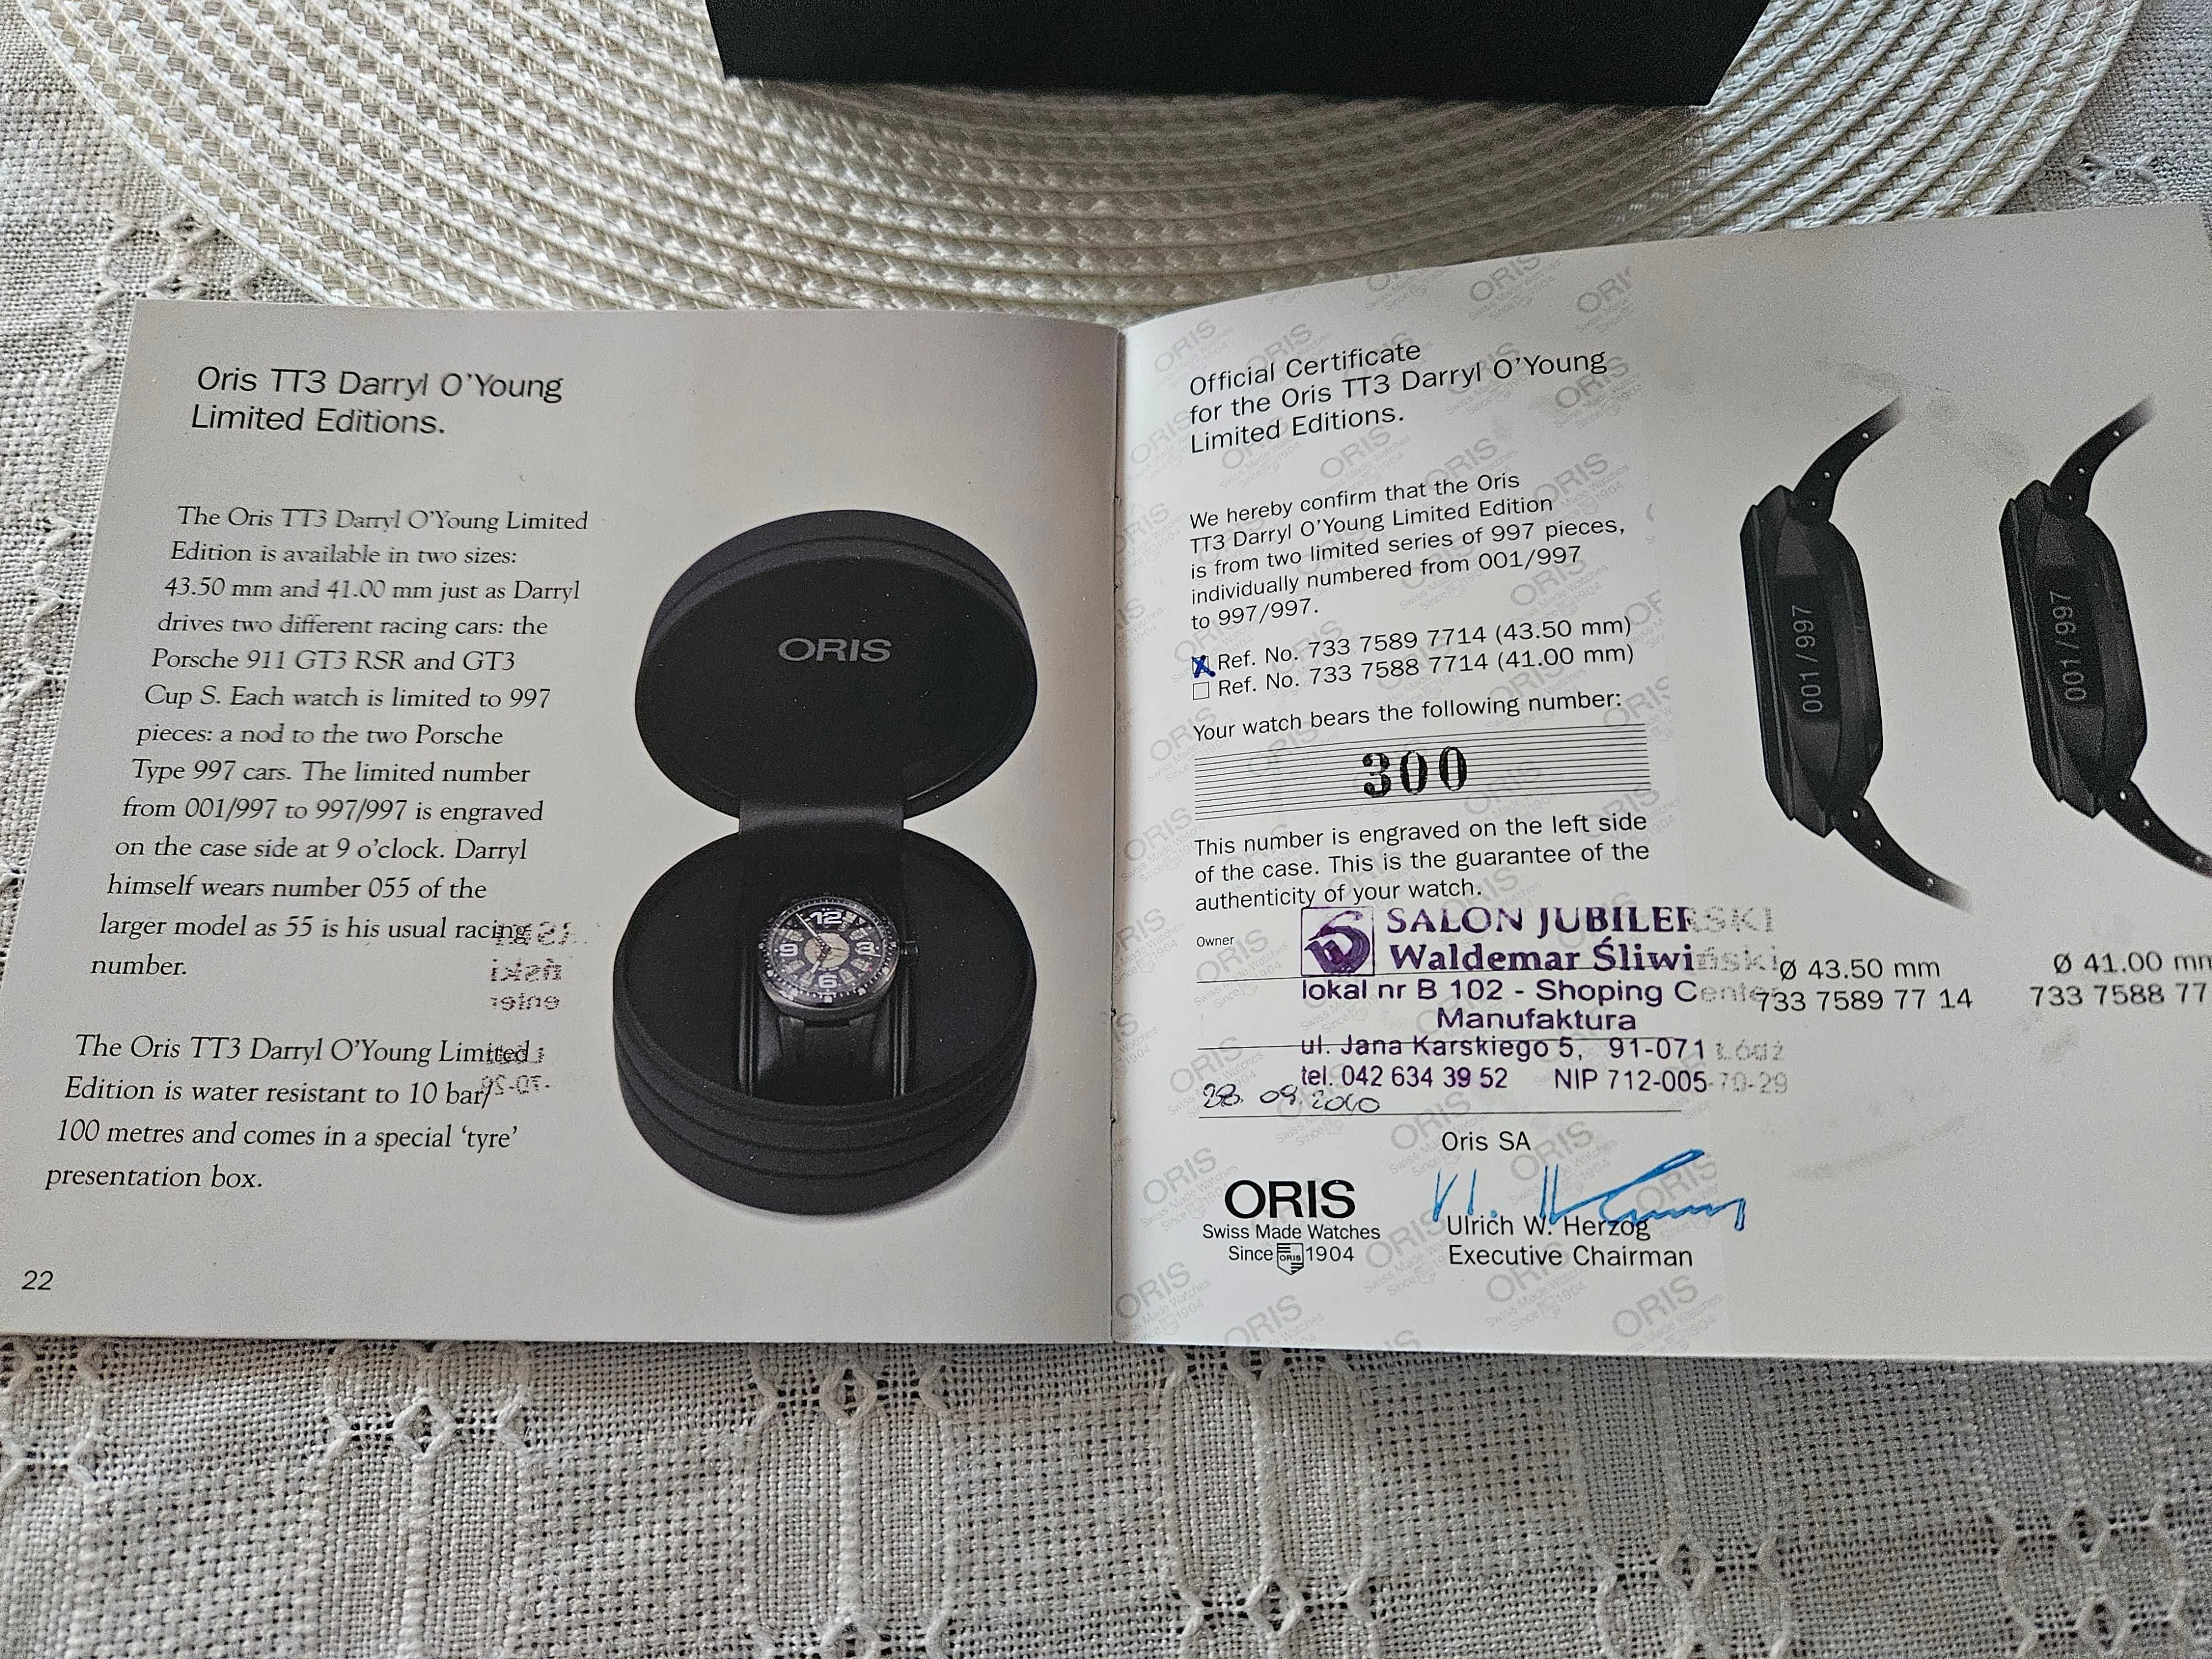 Oris TT3 Darryl O'Young
Limited Editions.
The Oris TT3 Darryl O'Young Limited
Edition is available in two sizes:
43.50 mm and 41.00 mm just as Darryl
drives two different racing cars: the
Porsche 911 GT3 RSR and GT3
Cup S. Each watch is limited to 997
pieces: a nod to the two Porsche
Type 997 cars. The limited number
from 001/997 to 997/997 is engraved
on the case side at 9 o'clock. Darryl
himself wears number 055 of the
larger model as 55 is his usual racing
number.
The Oris TT3 Darryl O'Young Limited
Edition is water resistant to 10 bar/
100 metres and comes in a special 'tyre'
presentation box.
22
ORIS
12
3
6
9
Official Certificate
for the Oris TT3 Darryl O'Young
Limited Editions.
We hereby confirm that the Oris
TT3 Darryl O'Young Limited Edition
is from two limited series of 997 pieces,
individually numbered from 001/997
to 997/997.
Ref. No. 733 7589 7714 (43.50 mm)
Ref. No. 733 7588 7714 (41.00 mm)
Your watch bears the following number:
300
This number is engraved on the left side
of the case. This is the guarantee of the
authenticity of your watch.
Owner
SALON JUBILERSKI
Waldemar Śliwiński
lokal nr B 102 - Shoping Center
Manufaktura
ul. Jana Karskiego 5, 91-071 Łódź
tel. 042 634 39 52 NIP 712-005-70-29
28. 09. 2010
Oris SA
ORIS
Swiss Made Watches
Since ORIS 1904
Ulrich W. Herzog
Executive Chairman
001/997
001/997
Ø 43.50 mm
733 7589 77 14
Ø 41.00 mm
733 7588 77